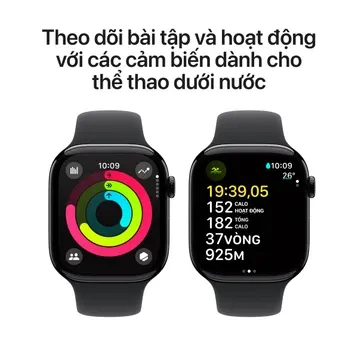 Theo dõi bài tập và hoạt động
với các cảm biến dành cho
thể thao dưới nước
10:09
10:09
26°
19:39,05
152 CALO HOẠT ĐỘNG
182 TỔNG CALO
37VÒNG
925M